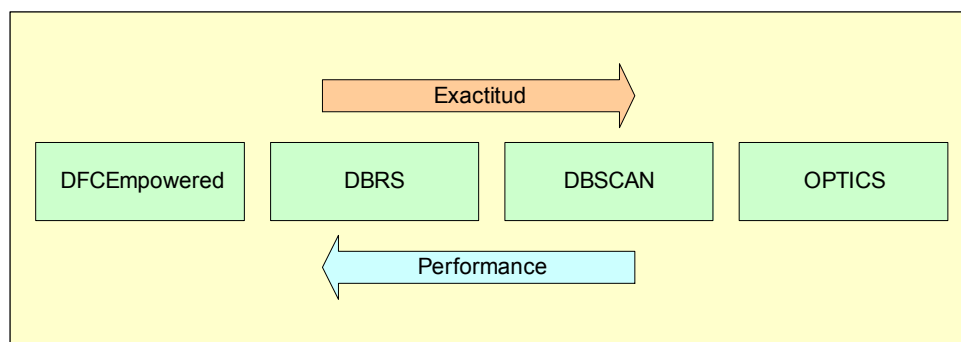 Exactitud
DFCEmpowered
DBRS
DBSCAN
OPTICS
Performance